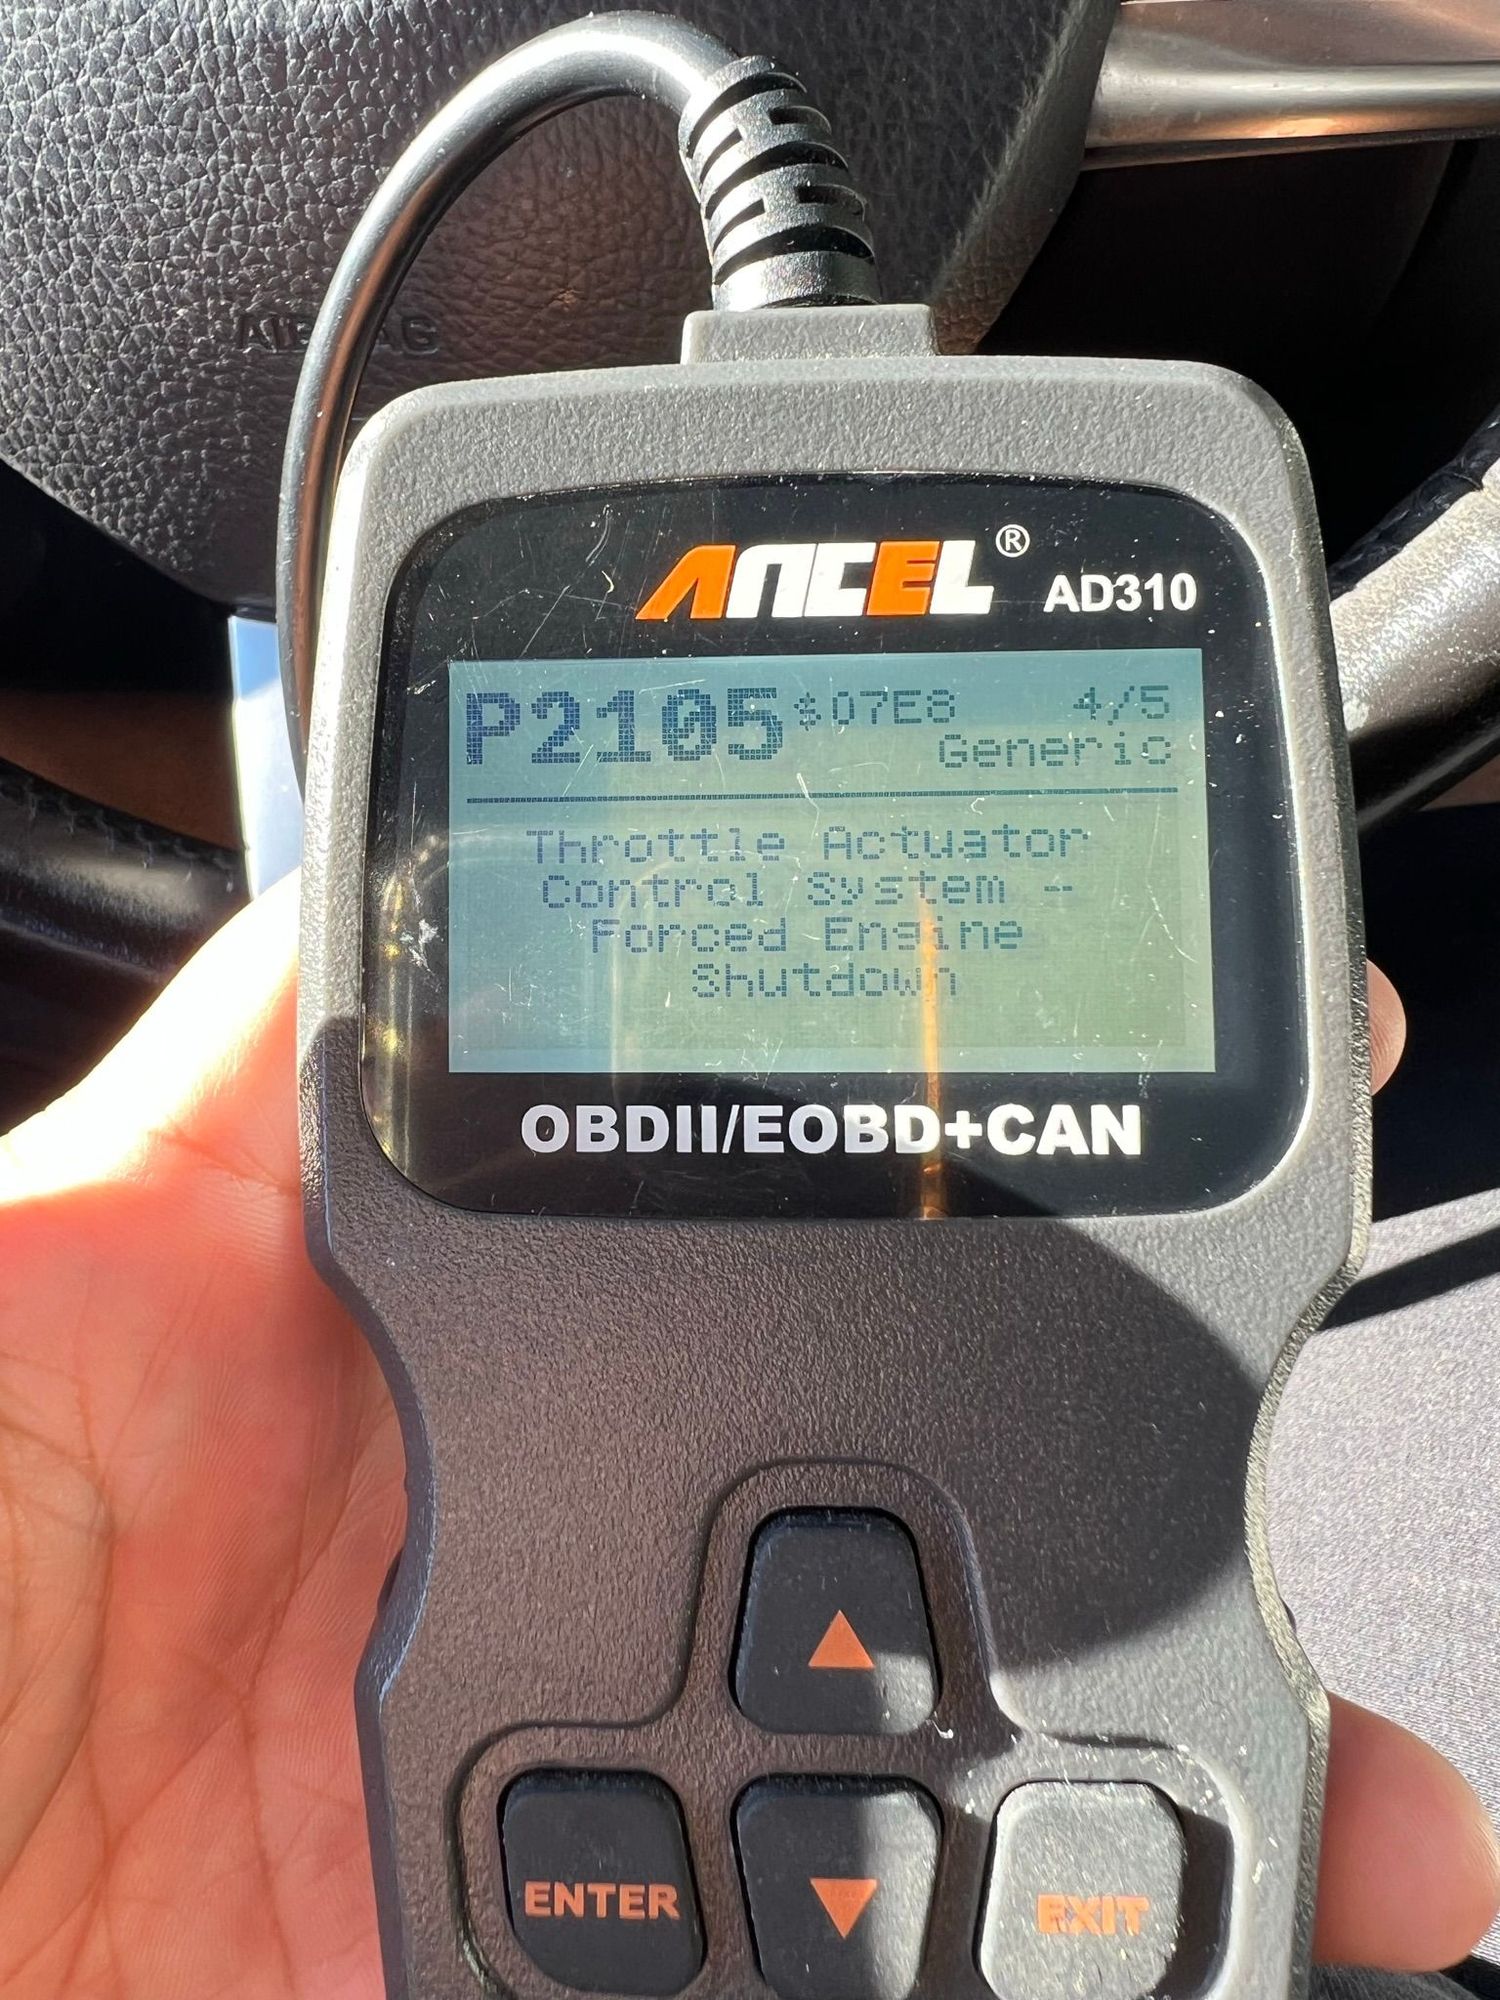 AIRBAG
ANCEL® AD310
P2105 $07E8 4/5
Generic
Throttle Actuator
Control System -
Forced Engine
Shutdown
OBDII/EOBD+CAN
ENTER
EXIT